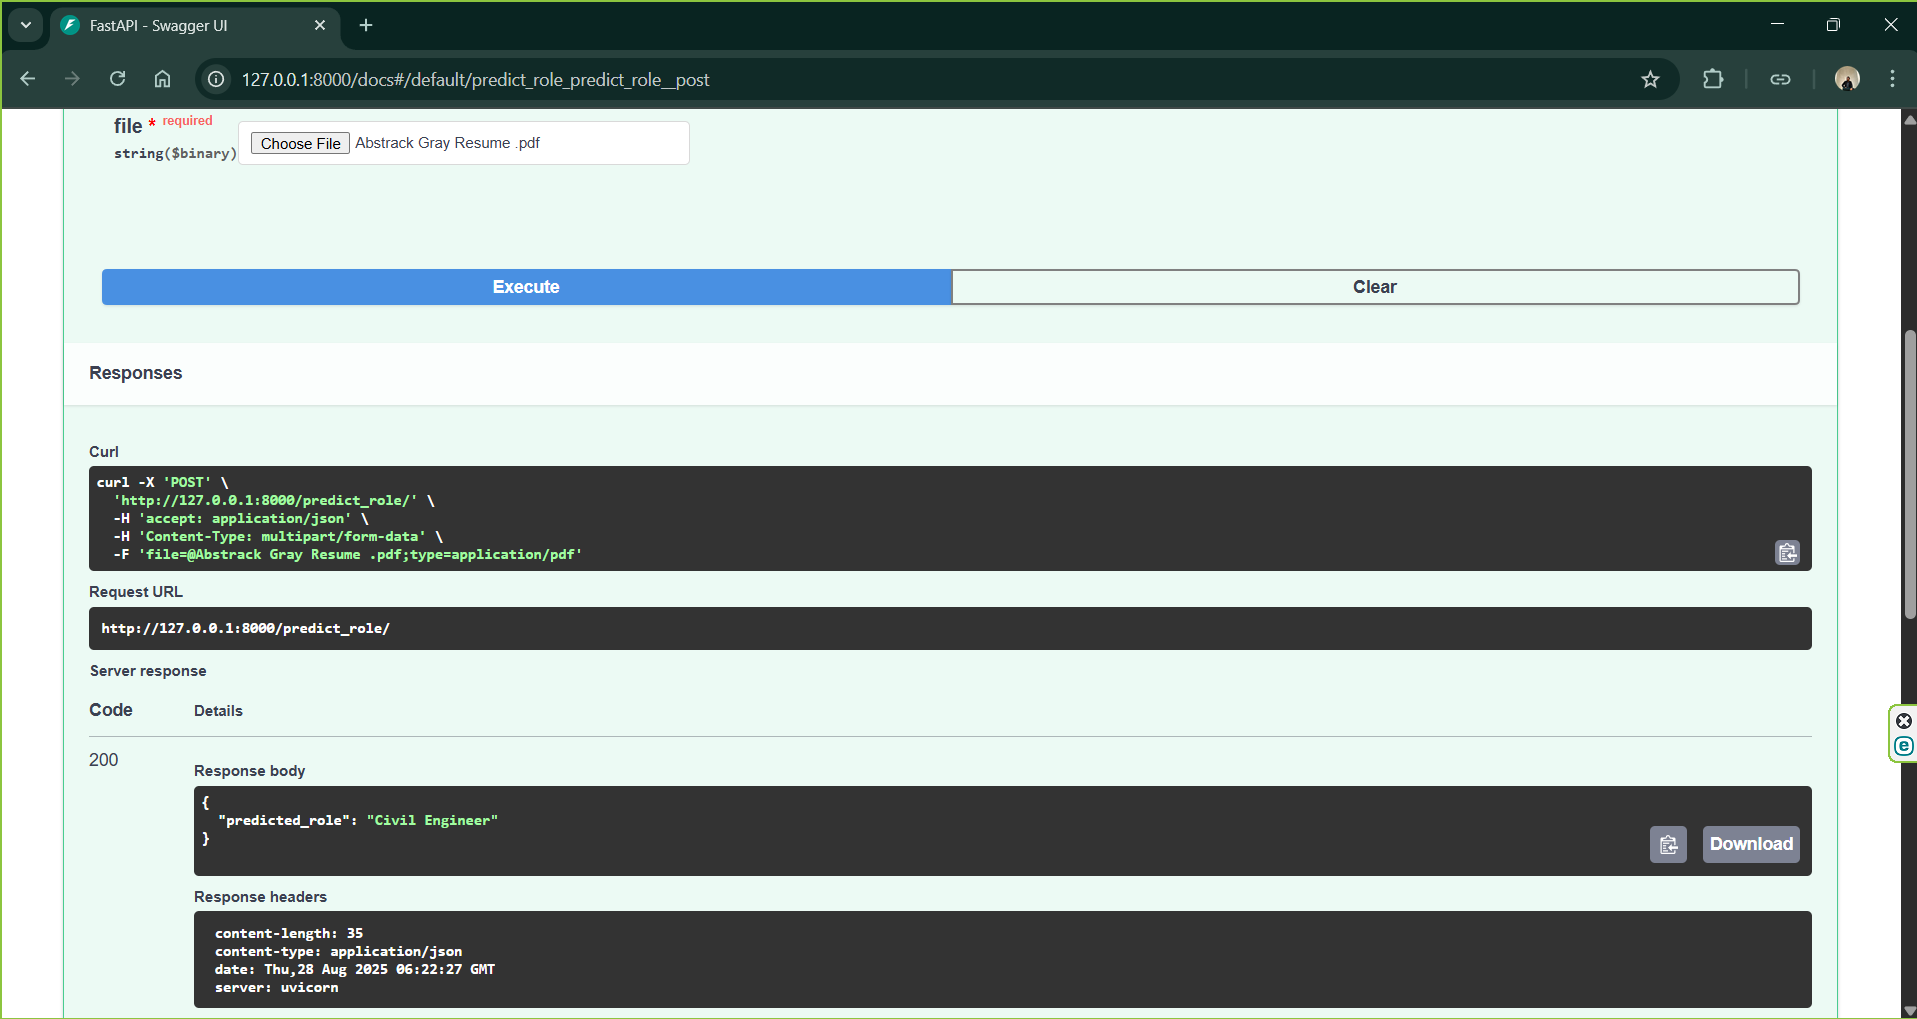 FastAPI - Swagger UI
127.0.0.1:8000/docs#/default/predict_role_predict_role__post
file * required
string($binary)
Choose File Abstrack Gray Resume .pdf
Execute
Clear
Responses
Curl
curl -X 'POST' \
'http://127.0.0.1:8000/predict_role/' \
-H 'accept: application/json' \
-H 'Content-Type: multipart/form-data' \
-F 'file=@Abstrack Gray Resume .pdf;type=application/pdf'
Request URL
http://127.0.0.1:8000/predict_role/
Server response
Code Details
200
Response body
{
"predicted_role": "Civil Engineer"
}
Download
Response headers
content-length: 35
content-type: application/json
date: Thu,28 Aug 2025 06:22:27 GMT
server: uvicorn